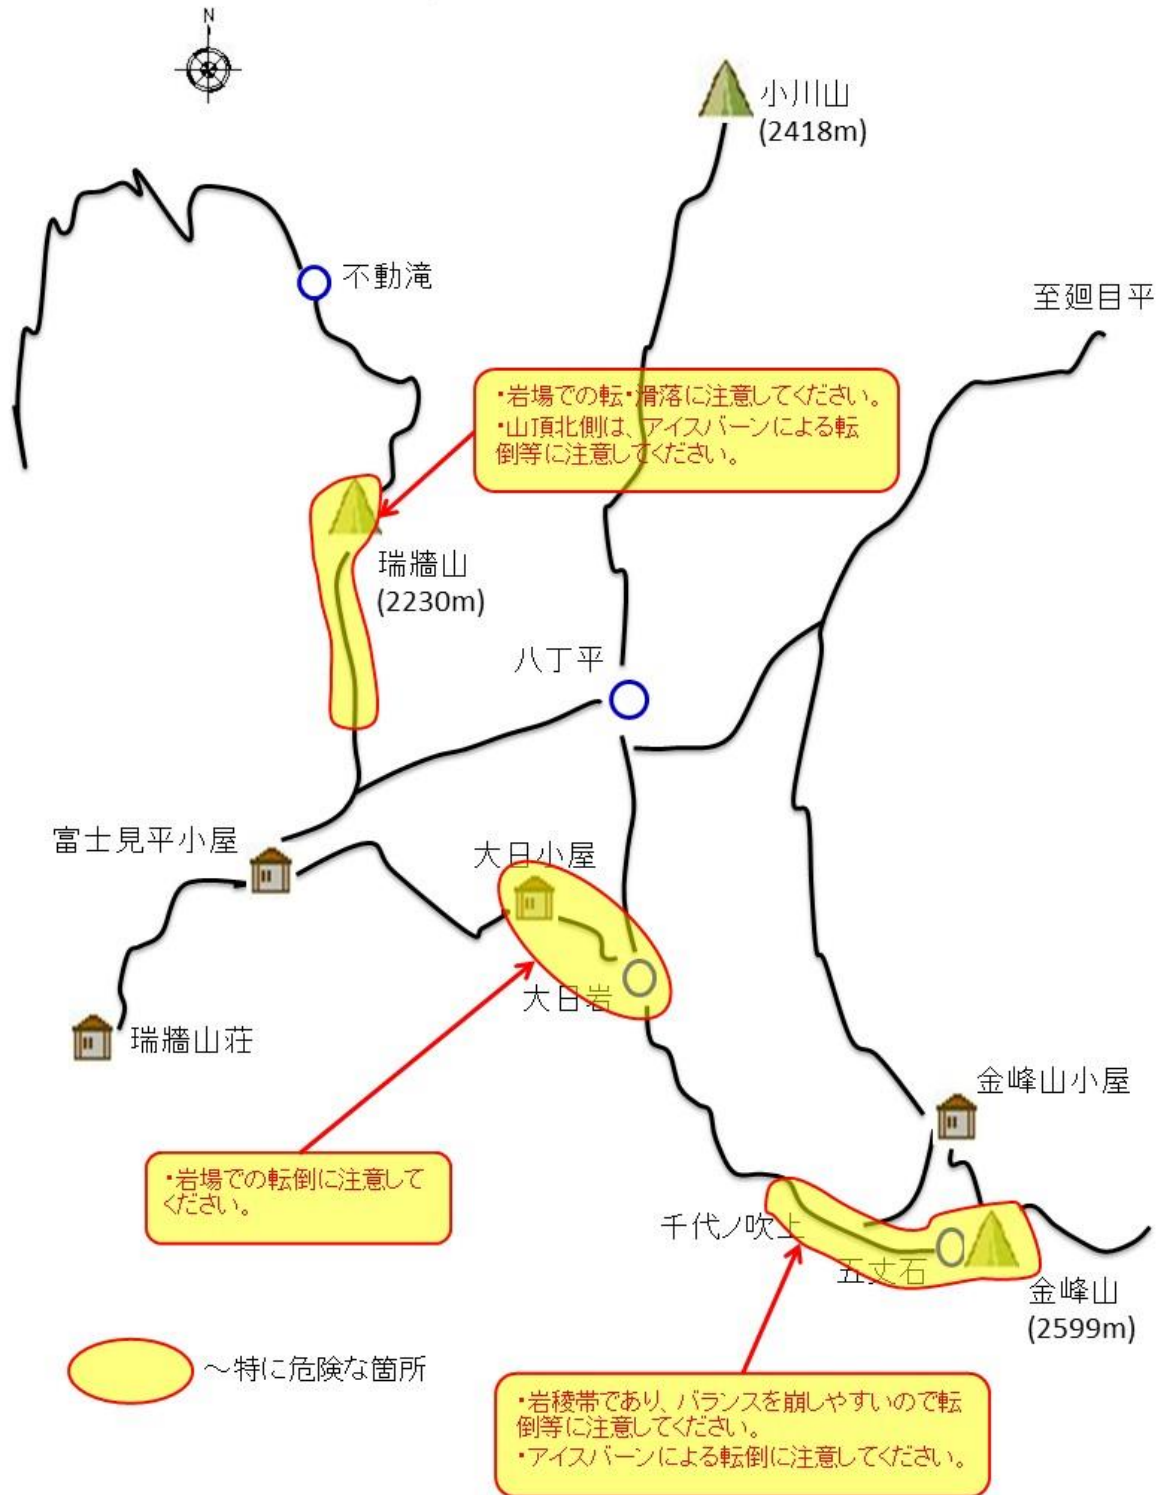 N
小川山
(2418m)
不動滝
至廻目平
・岩場での転・滑落に注意してください。
・山頂北側は、アイスバーンによる転
倒等に注意してください。
瑞牆山
(2230m)
八丁平
富士見平小屋
大日小屋
大日岩
瑞牆山荘
金峰山小屋
・岩場での転倒に注意して
ください。
千代ノ吹上
五丈石
金峰山
(2599m)
～特に危険な箇所
・岩稜帯であり、バランスを崩しやすいので転
倒等に注意してください。
・アイスバーンによる転倒に注意してください。